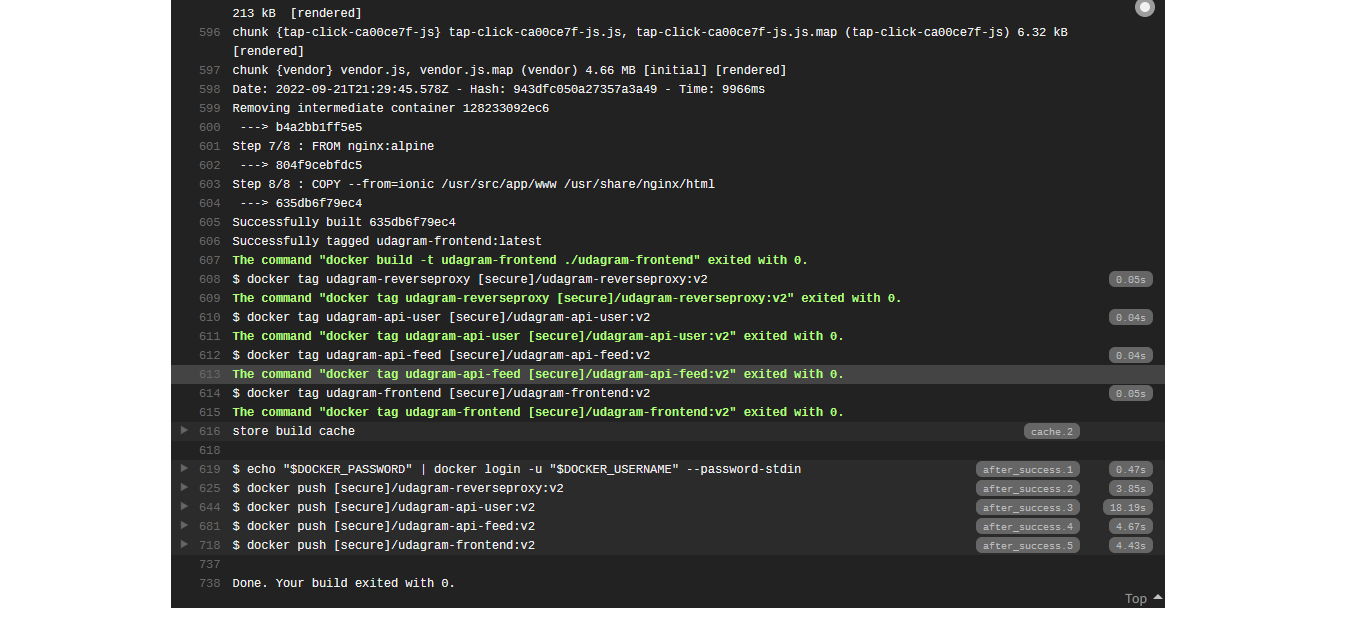 213 kB  [rendered]
596 chunk {tap-click-ca00ce7f-js} tap-click-ca00ce7f-js.js, tap-click-ca00ce7f-js.js.map (tap-click-ca00ce7f-js) 6.32 kB
[rendered]
597 chunk {vendor} vendor.js, vendor.js.map (vendor) 4.66 MB [initial] [rendered]
598 Date: 2022-09-21T21:29:45.578Z - Hash: 943dfc050a27357a3a49 - Time: 9966ms
599 Removing intermediate container 128233092ec6
600  ---> b4a2bb1ff5e5
601 Step 7/8 : FROM nginx:alpine
602  ---> 804f9cebfdc5
603 Step 8/8 : COPY --from=ionic /usr/src/app/www /usr/share/nginx/html
604  ---> 635db6f79ec4
605 Successfully built 635db6f79ec4
606 Successfully tagged udagram-frontend:latest
607 The command "docker build -t udagram-frontend ./udagram-frontend" exited with 0.
608 $ docker tag udagram-reverseproxy [secure]/udagram-reverseproxy:v2 0.05s
609 The command "docker tag udagram-reverseproxy [secure]/udagram-reverseproxy:v2" exited with 0.
610 $ docker tag udagram-api-user [secure]/udagram-api-user:v2 0.04s
611 The command "docker tag udagram-api-user [secure]/udagram-api-user:v2" exited with 0.
612 $ docker tag udagram-api-feed [secure]/udagram-api-feed:v2 0.04s
613 The command "docker tag udagram-api-feed [secure]/udagram-api-feed:v2" exited with 0.
614 $ docker tag udagram-frontend [secure]/udagram-frontend:v2 0.05s
615 The command "docker tag udagram-frontend [secure]/udagram-frontend:v2" exited with 0.
616 store build cache cache.2
618
619 $ echo "$DOCKER_PASSWORD" | docker login -u "$DOCKER_USERNAME" --password-stdin after_success.1 0.47s
625 $ docker push [secure]/udagram-reverseproxy:v2 after_success.2 3.85s
644 $ docker push [secure]/udagram-api-user:v2 after_success.3 18.19s
681 $ docker push [secure]/udagram-api-feed:v2 after_success.4 4.67s
718 $ docker push [secure]/udagram-frontend:v2 after_success.5 4.43s
737
738 Done. Your build exited with 0.
Top